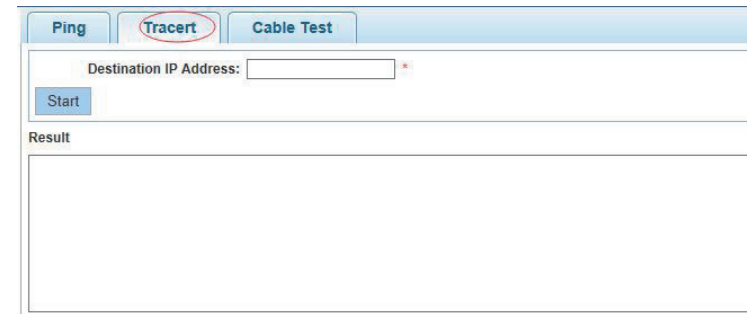 Ping Tracert Cable Test
Destination IP Address: *
Start
Result